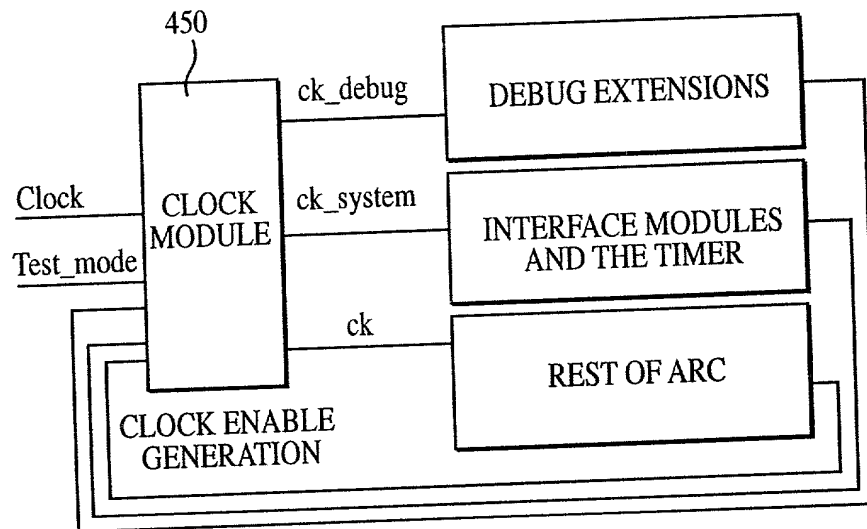 450
ck_debug
DEBUG EXTENSIONS
Clock
CLOCK
MODULE
ck_system
INTERFACE MODULES
AND THE TIMER
Test_mode
ck
REST OF ARC
CLOCK ENABLE
GENERATION